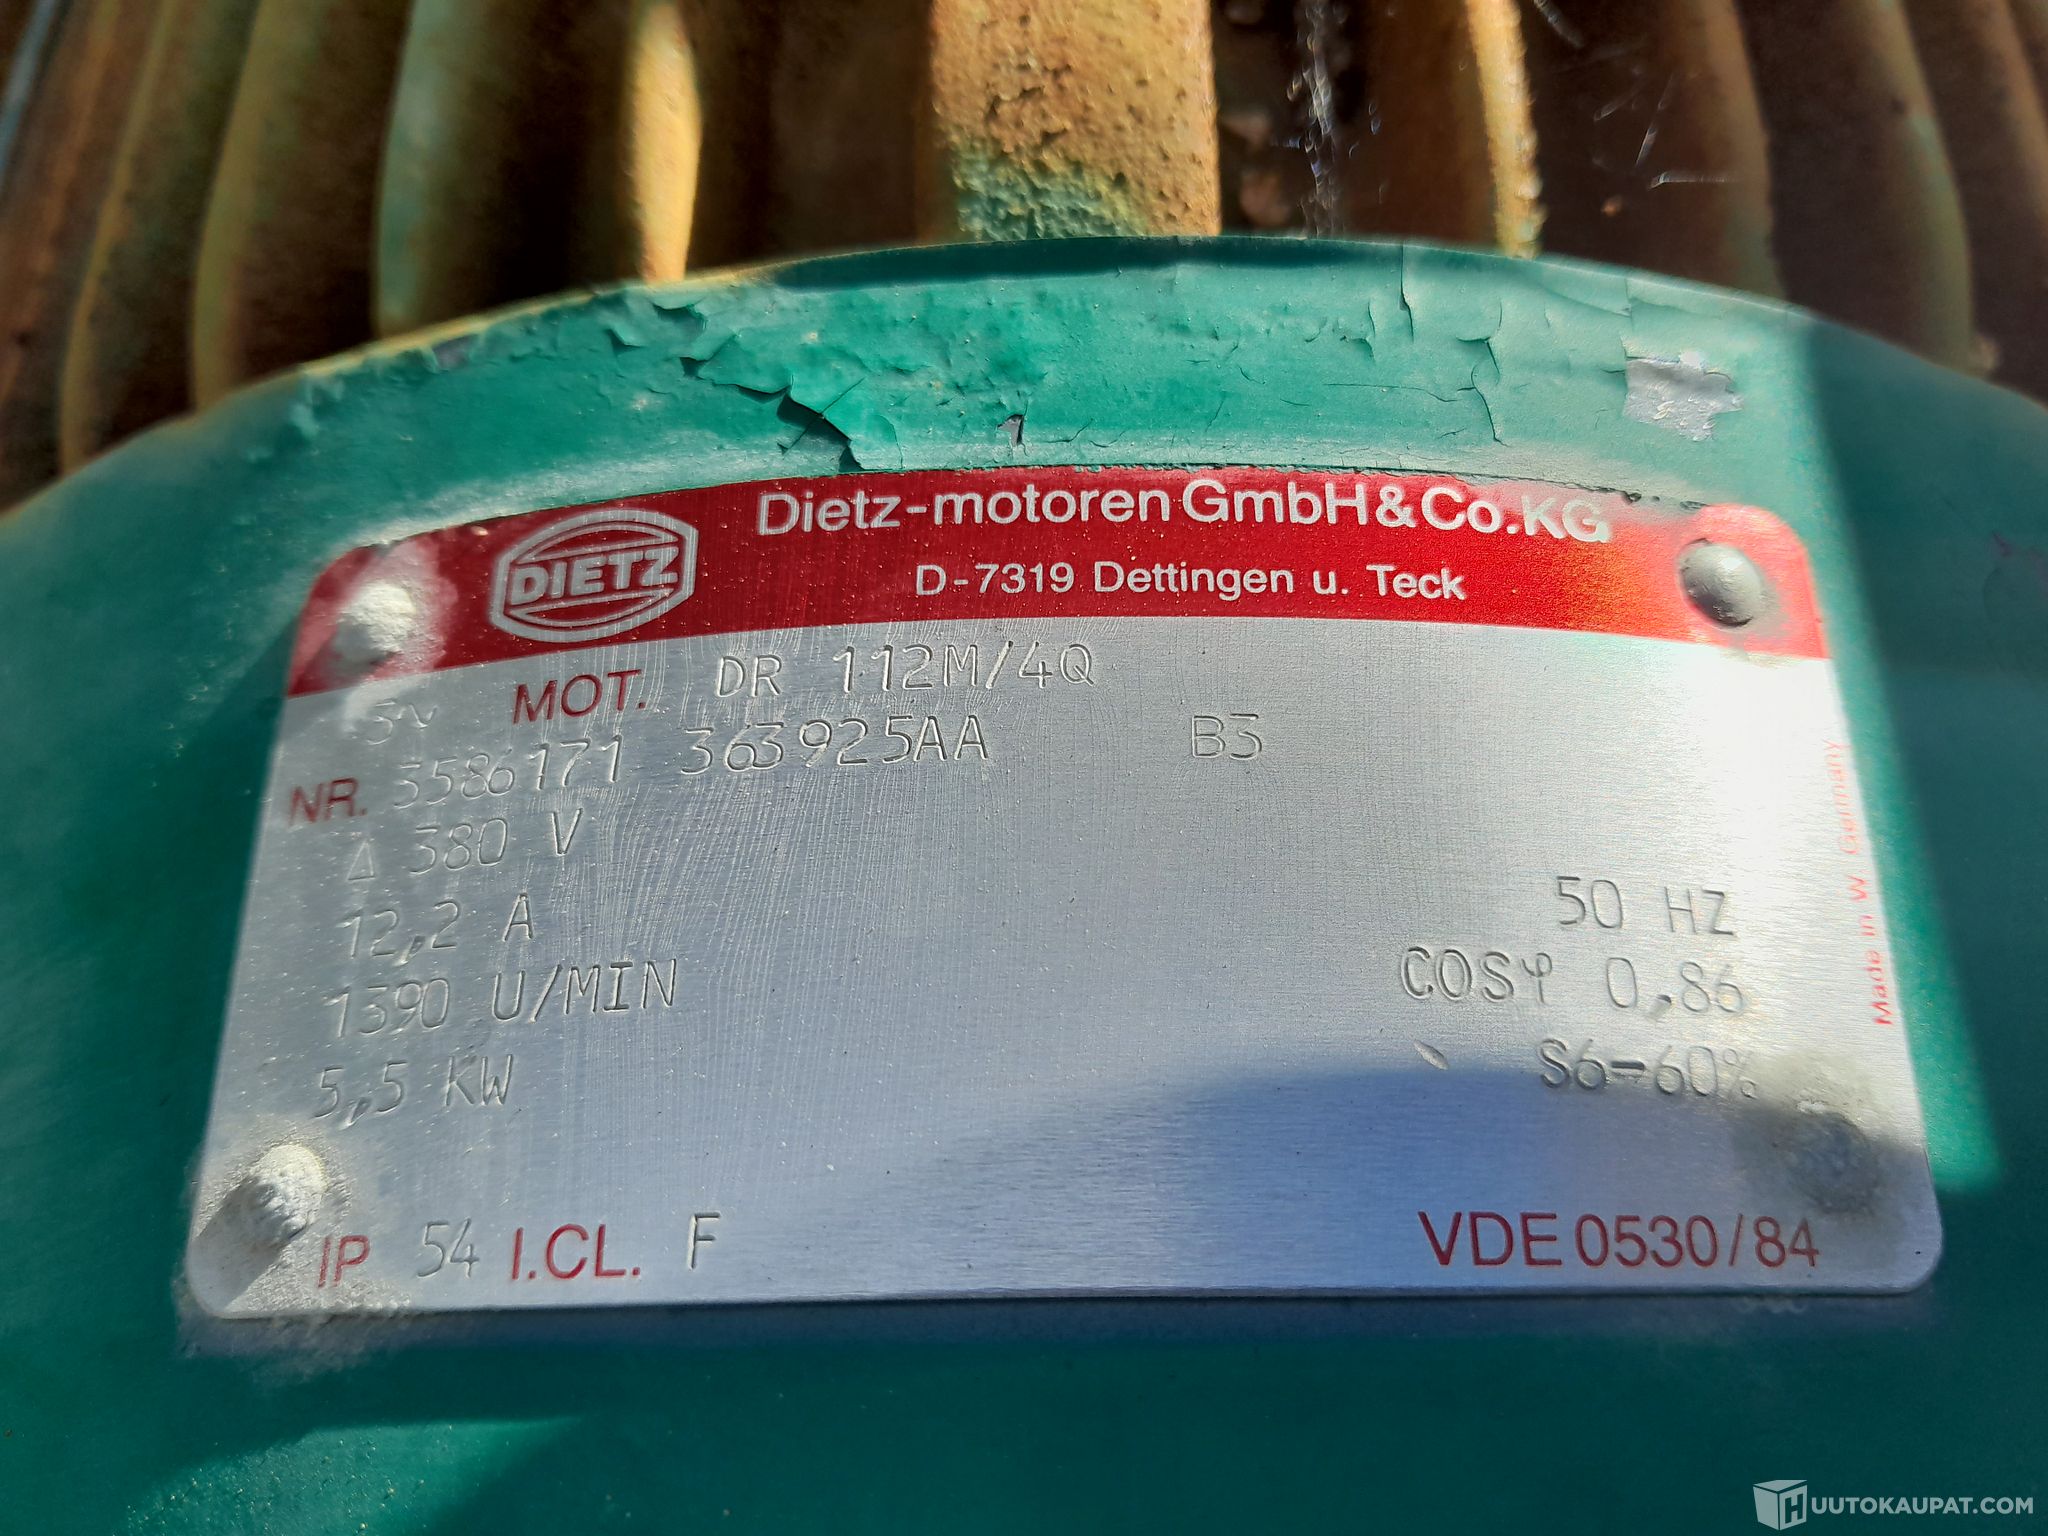 DIETZ
Dietz-motoren GmbH & Co.KG
D-7319 Dettingen u. Teck
3~ MOT. DR 112M/4Q
NR. 3586171 363925AA B3
Δ 380 V
12,2 A 50 HZ
1390 U/MIN COSφ 0,86
5,5 KW S6-60%
IP 54 I.CL. F VDE 0530/84
Made in W Germany
HUUTOKAUPAT.COM